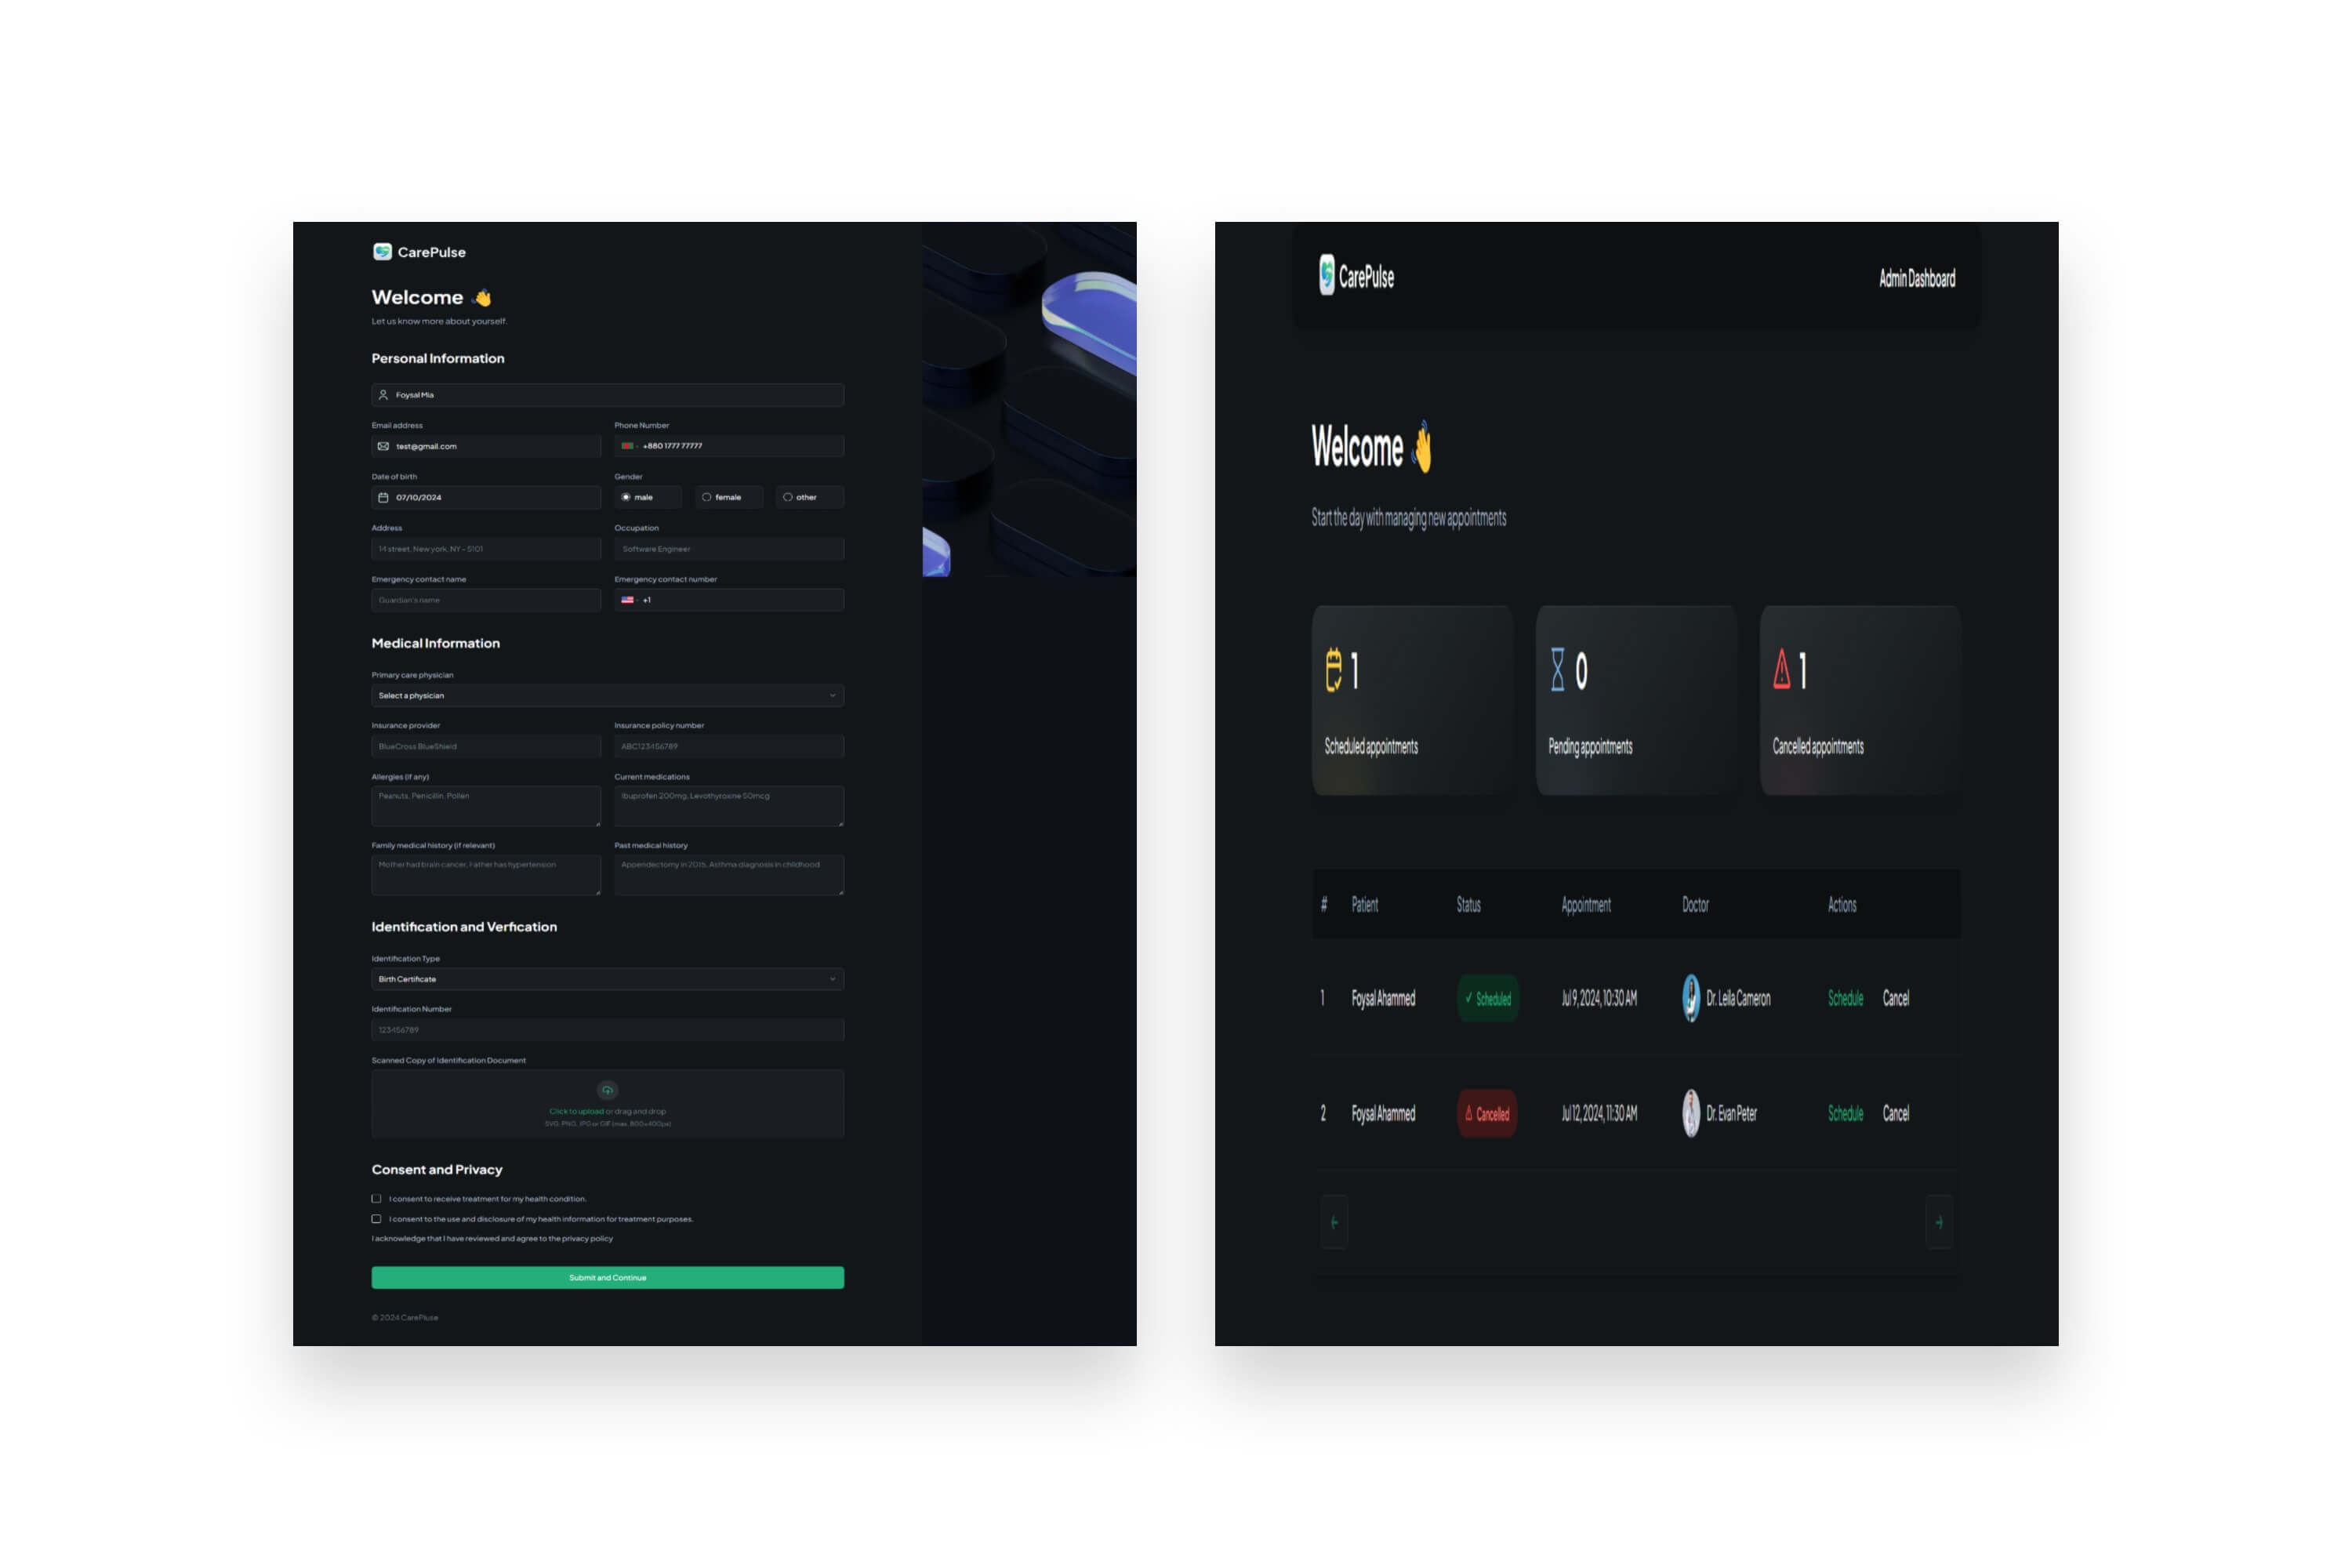 CarePulse
Welcome 👋
Let us know more about yourself.
Personal Information
Foysal Mia
Email address
Phone Number
test@gmail.com
+880 1777 77777
Date of birth
Gender
07/10/2024
male
female
other
Address
Occupation
14 street, New york, NY - 5101
Software Engineer
Emergency contact name
Emergency contact number
Guardian's name
+1
Medical Information
Primary care physician
Select a physician
Insurance provider
Insurance policy number
BlueCross BlueShield
ABC123456789
Allergies (if any)
Current medications
Peanuts, Penicillin, Pollen
Ibuprofen 200mg, Levothyroxine 50mcg
Family medical history (if relevant)
Past medical history
Mother had brain cancer, Father has hypertension
Appendectomy in 2015, Asthma diagnosis in childhood
Identification and Verfication
Identification Type
Birth Certificate
Identification Number
123456789
Scanned Copy of Identification Document
Click to upload or drag and drop
SVG, PNG, JPG or Gif (max. 800x400px)
Consent and Privacy
I consent to receive treatment for my health condition.
I consent to the use and disclosure of my health information for treatment purposes.
I acknowledge that I have reviewed and agree to the privacy policy
Submit and Continue
© 2024 CarePluse
CarePulse
Admin Dashboard
Welcome 👋
Start the day with managing new appointments
1
0
1
Scheduled appointments
Pending appointments
Cancelled appointments
# Patient Status Appointment Doctor Actions
1 Foysal Ahammed Scheduled Jul 9, 2024, 10:30 AM Dr. Leila Cameron Schedule Cancel
2 Foysal Ahammed Cancelled Jul 12, 2024, 11:30 AM Dr. Evan Peter Schedule Cancel